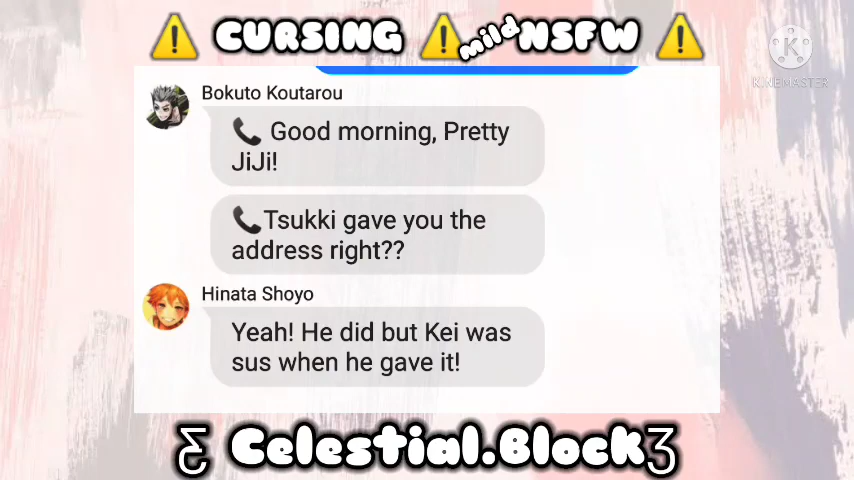 ⚠️ CURSING ⚠️ mild NSFW ⚠️
K
KINEMASTER
Bokuto Koutarou
📞 Good morning, Pretty
JiJi!
📞Tsukki gave you the
address right??
Hinata Shoyo
Yeah! He did but Kei was
sus when he gave it!
Ƹ Celestial.BlockƷ